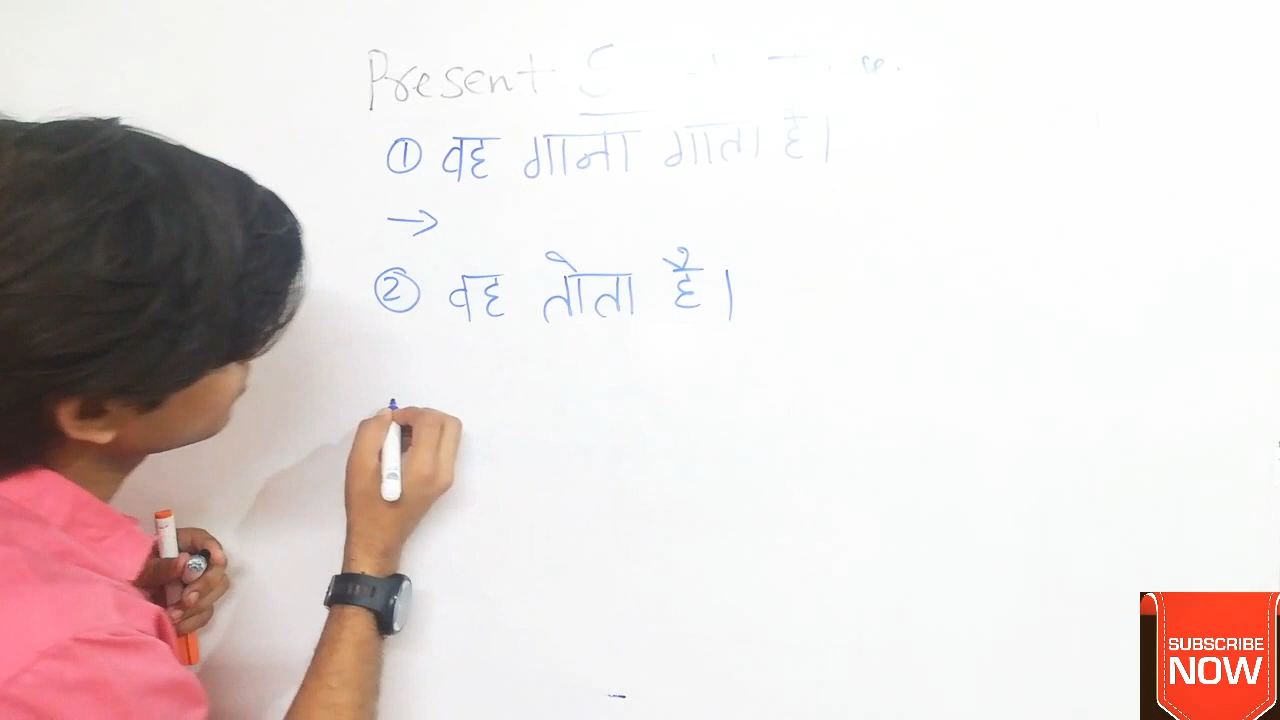 Present
① वह गाना गाता है।
→
② वह तोता है।
SUBSCRIBE
NOW